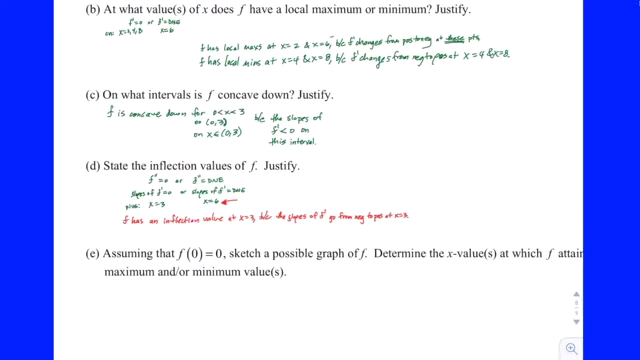 (b) At what values of x does f have a local maximum or minimum? Justify.
f'=0 or f'=DNE
on: x=2,4,8 x=6
f has local maxs at x=2 & x=6, b/c f' changes from pos to neg at these pts.
f has local mins at x=4 & x=8, b/c f' changes from neg to pos at x=4 & x=8.
(c) On what intervals is f concave down? Justify.
f is concave down for 0<x<3
on (0,3)
on x∈(0,3)
b/c the slopes of
f' < 0 on
this interval.
(d) State the inflection values of f. Justify.
f''=0 or f''=DNE
slopes of f'=0 or slopes of f'=DNE
x=3 x=6
f has an inflection value at x=3, b/c the slopes of f' go from neg to pos at x=3.
(e) Assuming that f(0)=0, sketch a possible graph of f. Determine the x-value(s) at which f attain
maximum and/or minimum value(s).